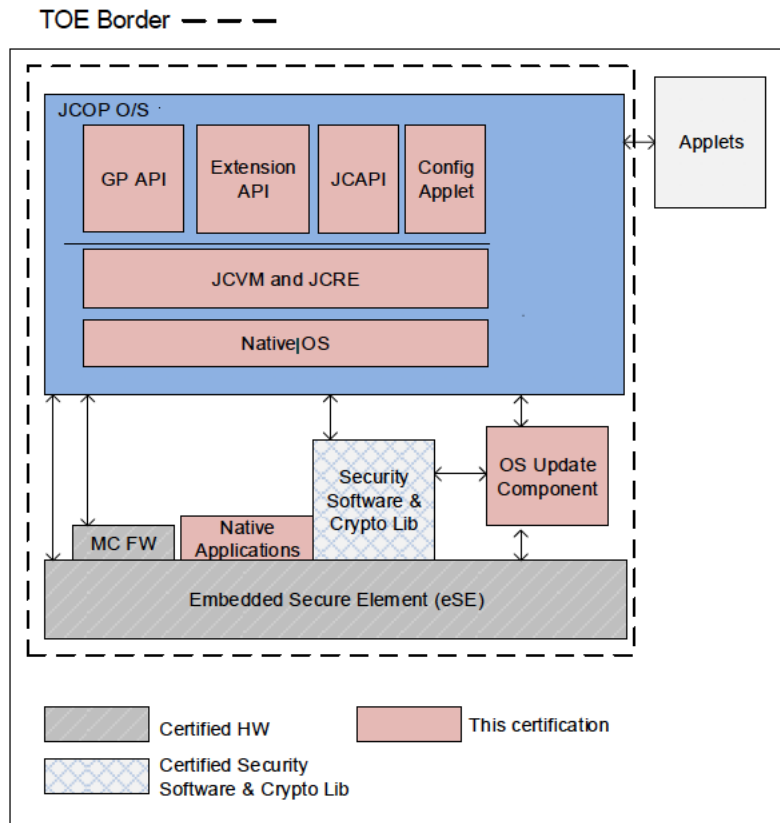 TOE Border
JCOP O/S
GP API
Extension
API
JCAPI
Config
Applet
Applets
JCVM and JCRE
Native|OS
Security
Software &
Crypto Lib
OS Update
Component
MC FW
Native
Applications
Embedded Secure Element (eSE)
Certified HW
This certification
Certified Security
Software & Crypto Lib